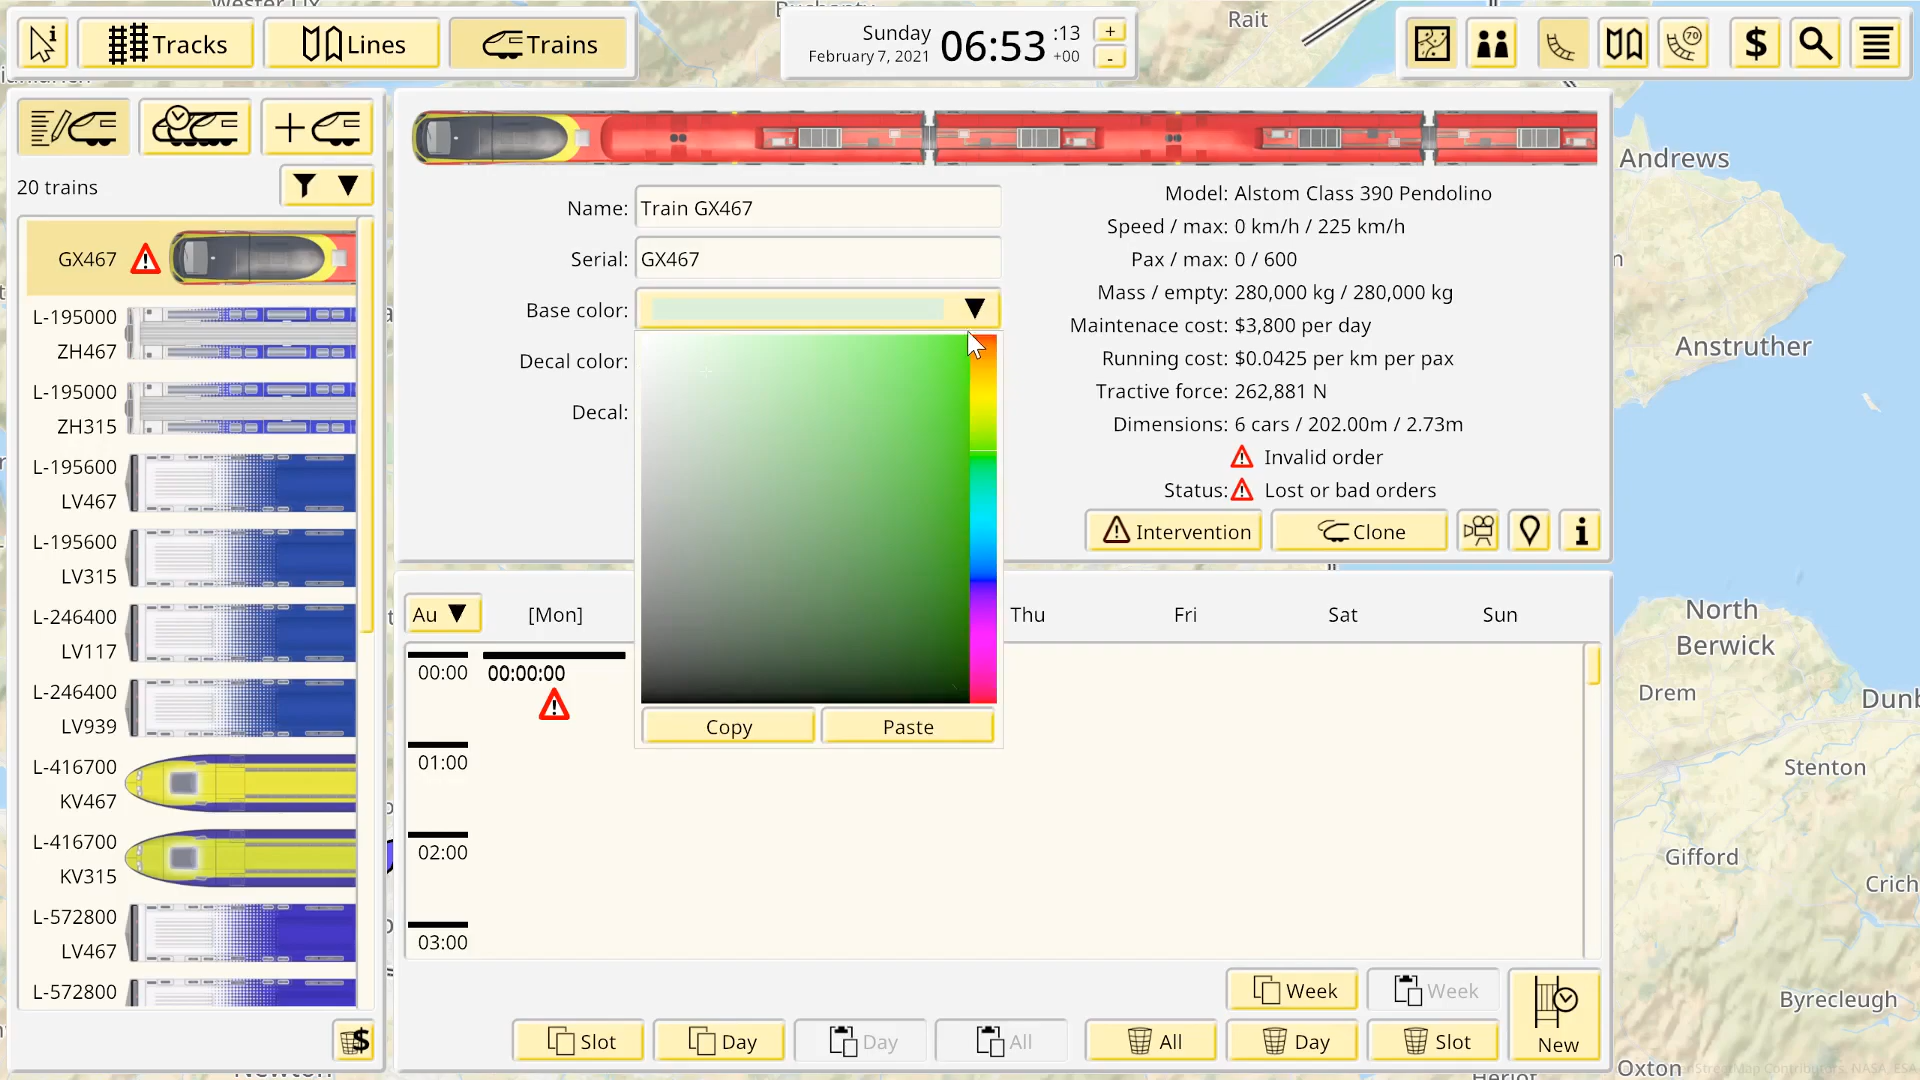 Tracks
Lines
Trains
Sunday
February 7, 2021
06:53
:13
+00
+
-
70
$
Rait
20 trains
GX467
L-195000
ZH467
L-195000
ZH315
L-195600
LV467
L-195600
LV315
L-246400
LV117
L-246400
LV939
L-416700
KV467
L-416700
KV315
L-572800
LV467
L-572800
Name:
Train GX467
Serial:
GX467
Base color:
Decal color:
Decal:
Copy
Paste
Model: Alstom Class 390 Pendolino
Speed / max: 0 km/h / 225 km/h
Pax / max: 0 / 600
Mass / empty: 280,000 kg / 280,000 kg
Maintenace cost: $3,800 per day
Running cost: $0.0425 per km per pax
Tractive force: 262,881 N
Dimensions: 6 cars / 202.00m / 2.73m
Invalid order
Status: Lost or bad orders
Intervention
Clone
Au
[Mon]
Thu
Fri
Sat
Sun
00:00
00:00:00
01:00
02:00
03:00
Week
Week
Slot
Day
Day
All
All
Day
Slot
New
Andrews
Anstruther
North
Berwick
Drem
Dunb
Stenton
Gifford
Crich
Byrecleugh
Oxton